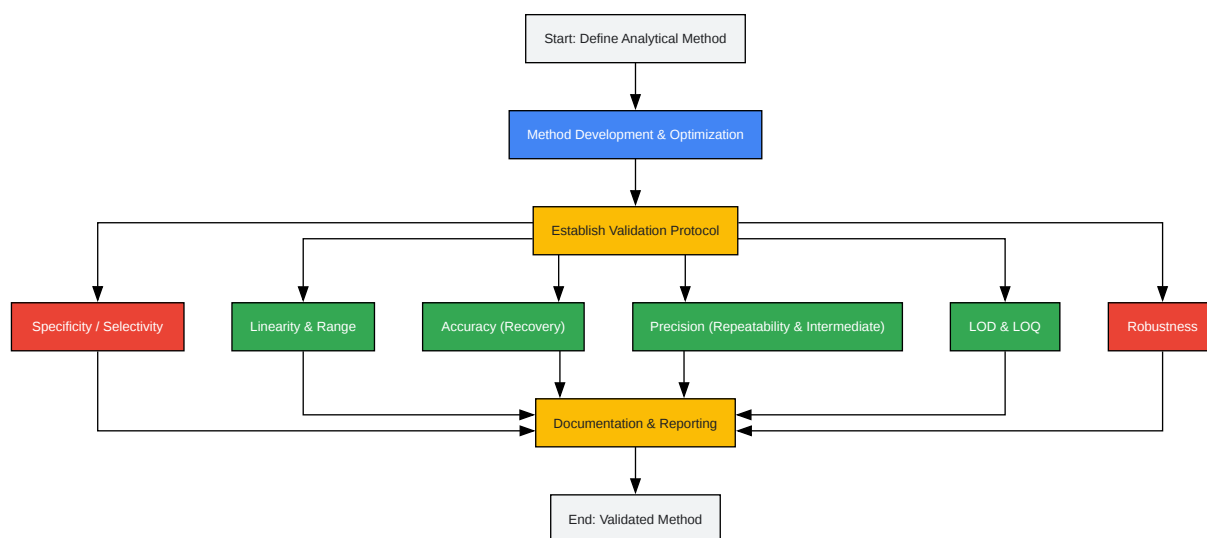 Start: Define Analytical Method
Method Development & Optimization
Establish Validation Protocol
Specificity / Selectivity
Linearity & Range
Accuracy (Recovery)
Precision (Repeatability & Intermediate)
LOD & LOQ
Robustness
Documentation & Reporting
End: Validated Method